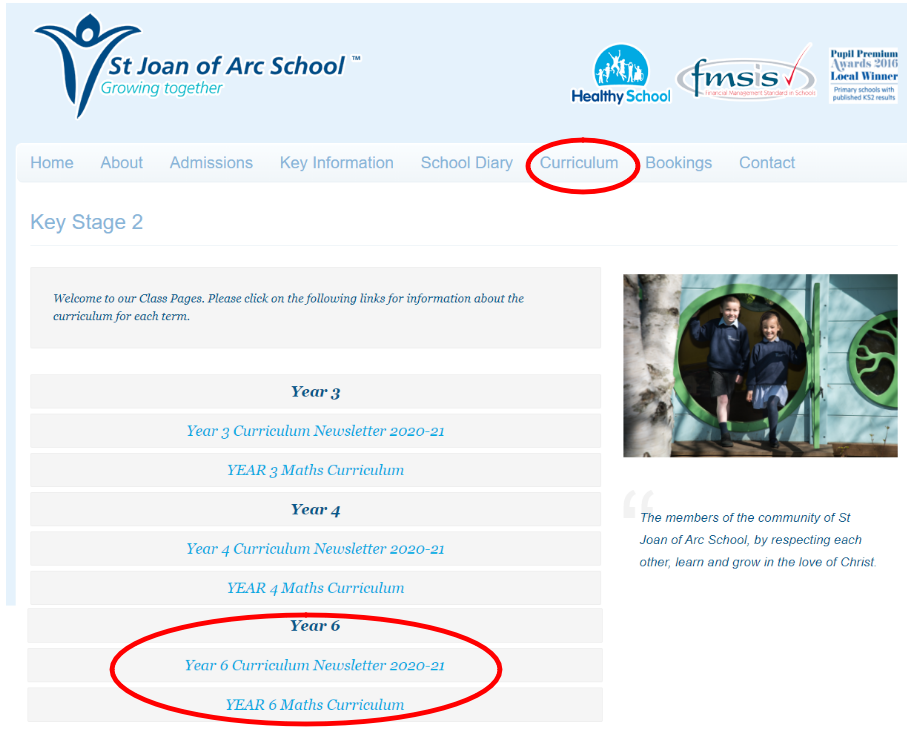 St Joan of Arc School ™
Growing together
Healthy School
fmsis
Financial Management Standard in Schools
Pupil Premium
Awards 2016
Local Winner
Primary schools with
published KS2 results
Home About Admissions Key Information School Diary Curriculum Bookings Contact
Key Stage 2
Welcome to our Class Pages. Please click on the following links for information about the
curriculum for each term.
Year 3
Year 3 Curriculum Newsletter 2020-21
YEAR 3 Maths Curriculum
Year 4
Year 4 Curriculum Newsletter 2020-21
YEAR 4 Maths Curriculum
Year 6
Year 6 Curriculum Newsletter 2020-21
YEAR 6 Maths Curriculum
“
The members of the community of St
Joan of Arc School, by respecting each
other, learn and grow in the love of Christ.